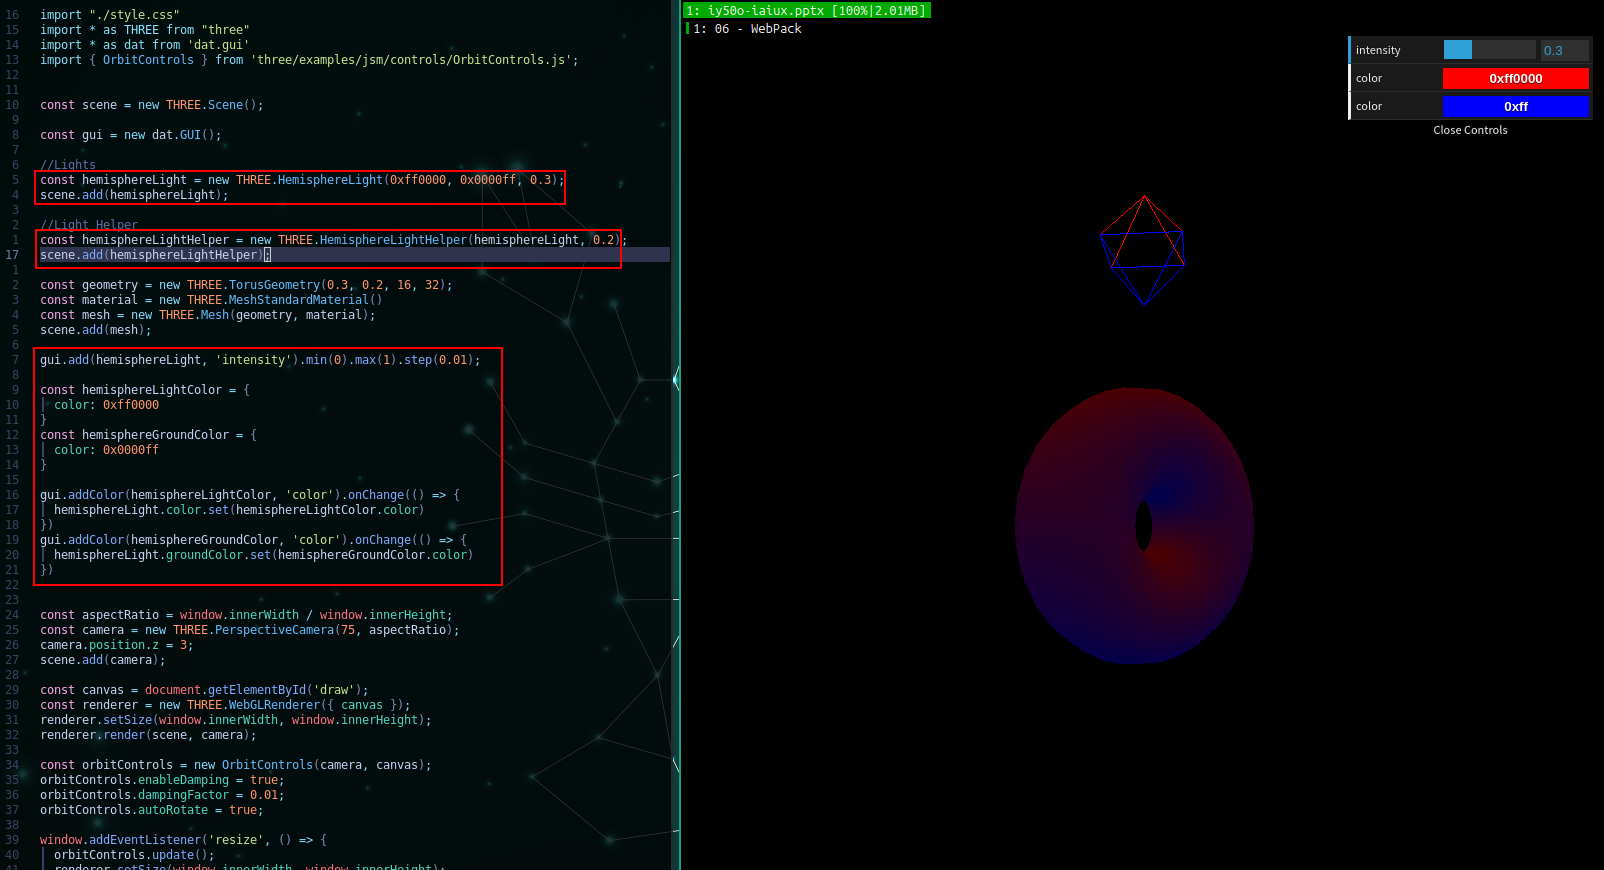 16 import "./style.css"
15 import * as THREE from "three"
14 import * as dat from 'dat.gui'
13 import { OrbitControls } from 'three/examples/jsm/controls/OrbitControls.js';
12
11
10 const scene = new THREE.Scene();
9
8 const gui = new dat.GUI();
7
6 //Lights
5 const hemisphereLight = new THREE.HemisphereLight(0xff0000, 0x0000ff, 0.3);
4 scene.add(hemisphereLight);
3
2 //Light Helper
1 const hemisphereLightHelper = new THREE.HemisphereLightHelper(hemisphereLight, 0.2);
17 scene.add(hemisphereLightHelper);
1
2 const geometry = new THREE.TorusGeometry(0.3, 0.2, 16, 32);
3 const material = new THREE.MeshStandardMaterial()
4 const mesh = new THREE.Mesh(geometry, material);
5 scene.add(mesh);
6
7 gui.add(hemisphereLight, 'intensity').min(0).max(1).step(0.01);
8
9 const hemisphereLightColor = {
10 color: 0xff0000
11 }
12 const hemisphereGroundColor = {
13 color: 0x0000ff
14 }
15
16 gui.addColor(hemisphereLightColor, 'color').onChange(() => {
17 hemisphereLight.color.set(hemisphereLightColor.color)
18 })
19 gui.addColor(hemisphereGroundColor, 'color').onChange(() => {
20 hemisphereLight.groundColor.set(hemisphereGroundColor.color)
21 })
22
23
24 const aspectRatio = window.innerWidth / window.innerHeight;
25 const camera = new THREE.PerspectiveCamera(75, aspectRatio);
26 camera.position.z = 3;
27 scene.add(camera);
28
29 const canvas = document.getElementById('draw');
30 const renderer = new THREE.WebGLRenderer({ canvas });
31 renderer.setSize(window.innerWidth, window.innerHeight);
32 renderer.render(scene, camera);
33
34 const orbitControls = new OrbitControls(camera, canvas);
35 orbitControls.enableDamping = true;
36 orbitControls.dampingFactor = 0.01;
37 orbitControls.autoRotate = true;
38
39 window.addEventListener('resize', () => {
40 orbitControls.update();
41 renderer.setSize(window.innerWidth, window.innerHeight);
1: iy50o-iaiux.pptx [100%|2.01MB]
1: 06 - WebPack
intensity 0.3
color 0xff0000
color 0xff
Close Controls